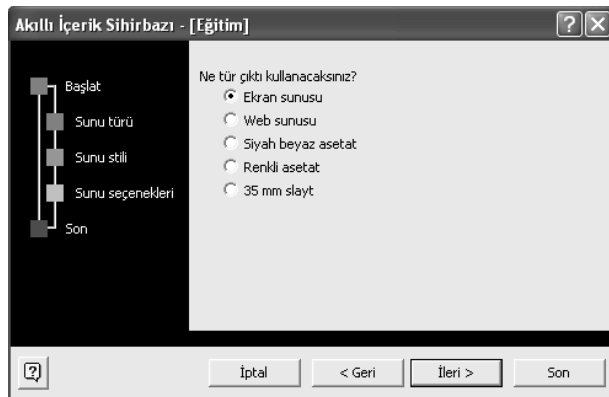 Akıllı İçerik Sihirbazı - [Eğitim]
Başlat
Sunu türü
Sunu stili
Sunu seçenekleri
Son
Ne tür çıktı kullanacaksınız?
Ekran sunusu
Web sunusu
Siyah beyaz asetat
Renkli asetat
35 mm slayt
İptal
< Geri
İleri >
Son